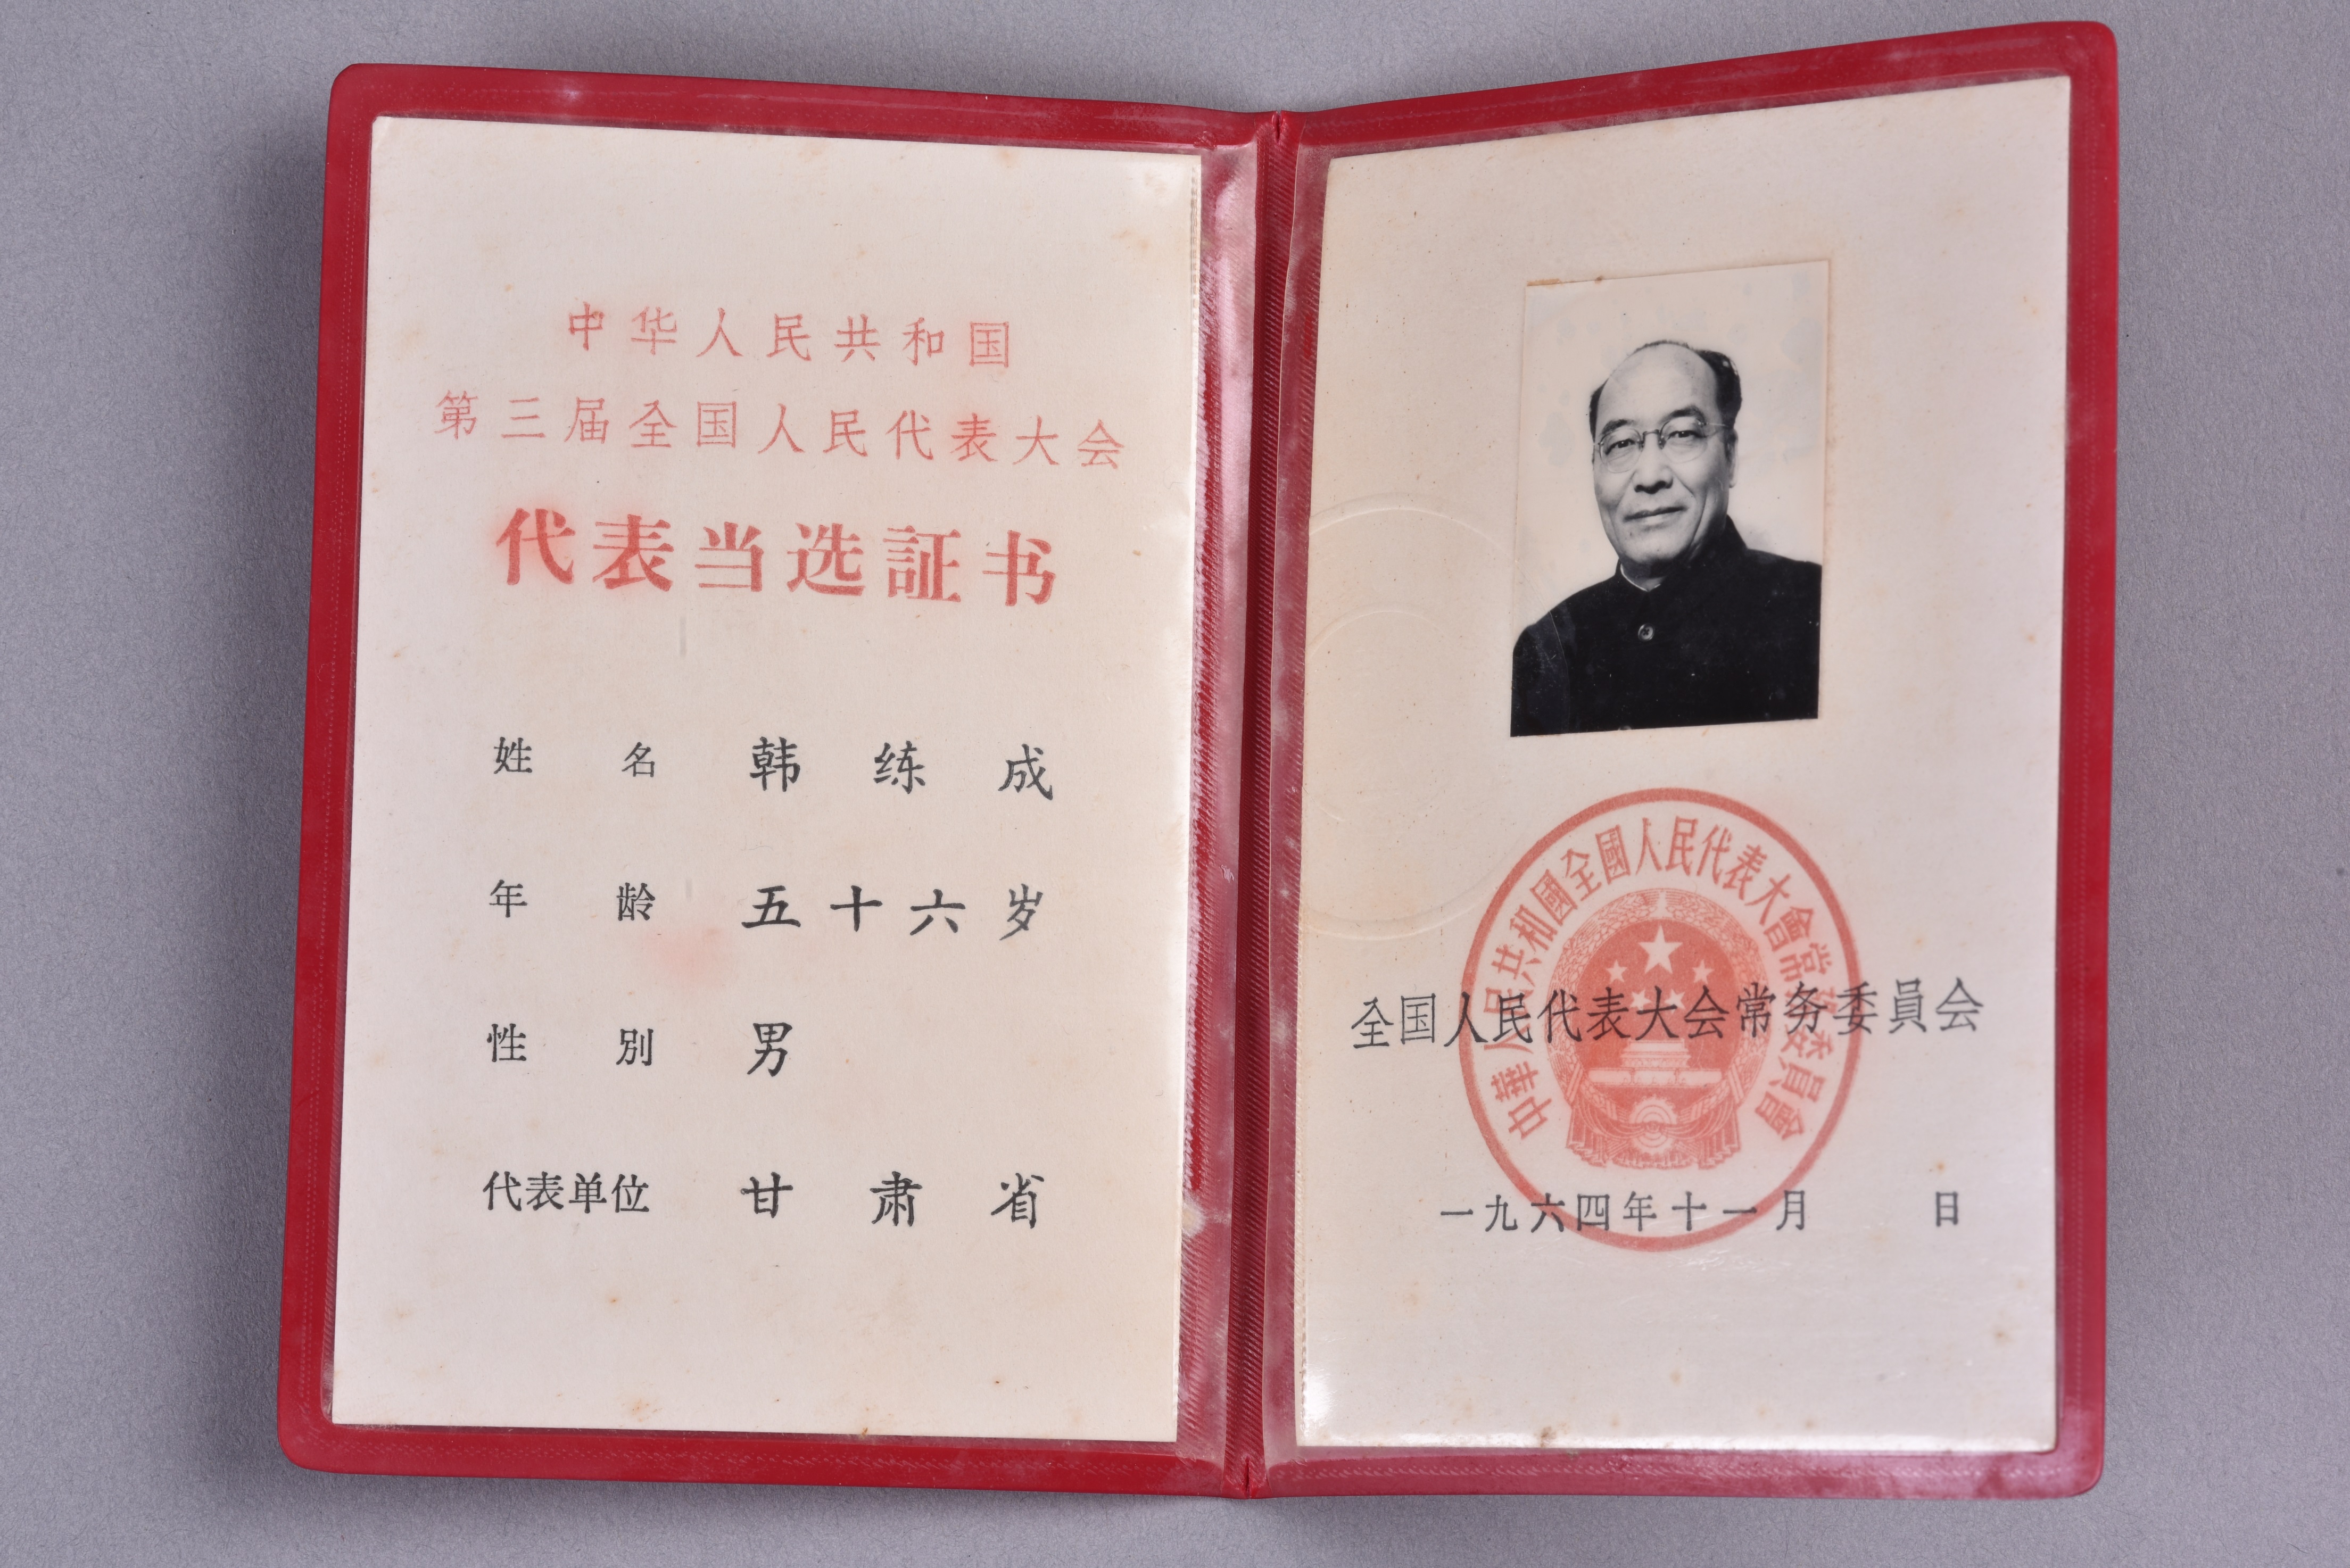 中华人民共和国
第三届全国人民代表大会
代表当选証书
姓名 韩练成
年龄 五十六岁
性別 男
代表单位 甘肃省
中華人民共和國全國人民代表大會常務委員會
全国人民代表大会常务委員会
一九六四年十一月 日